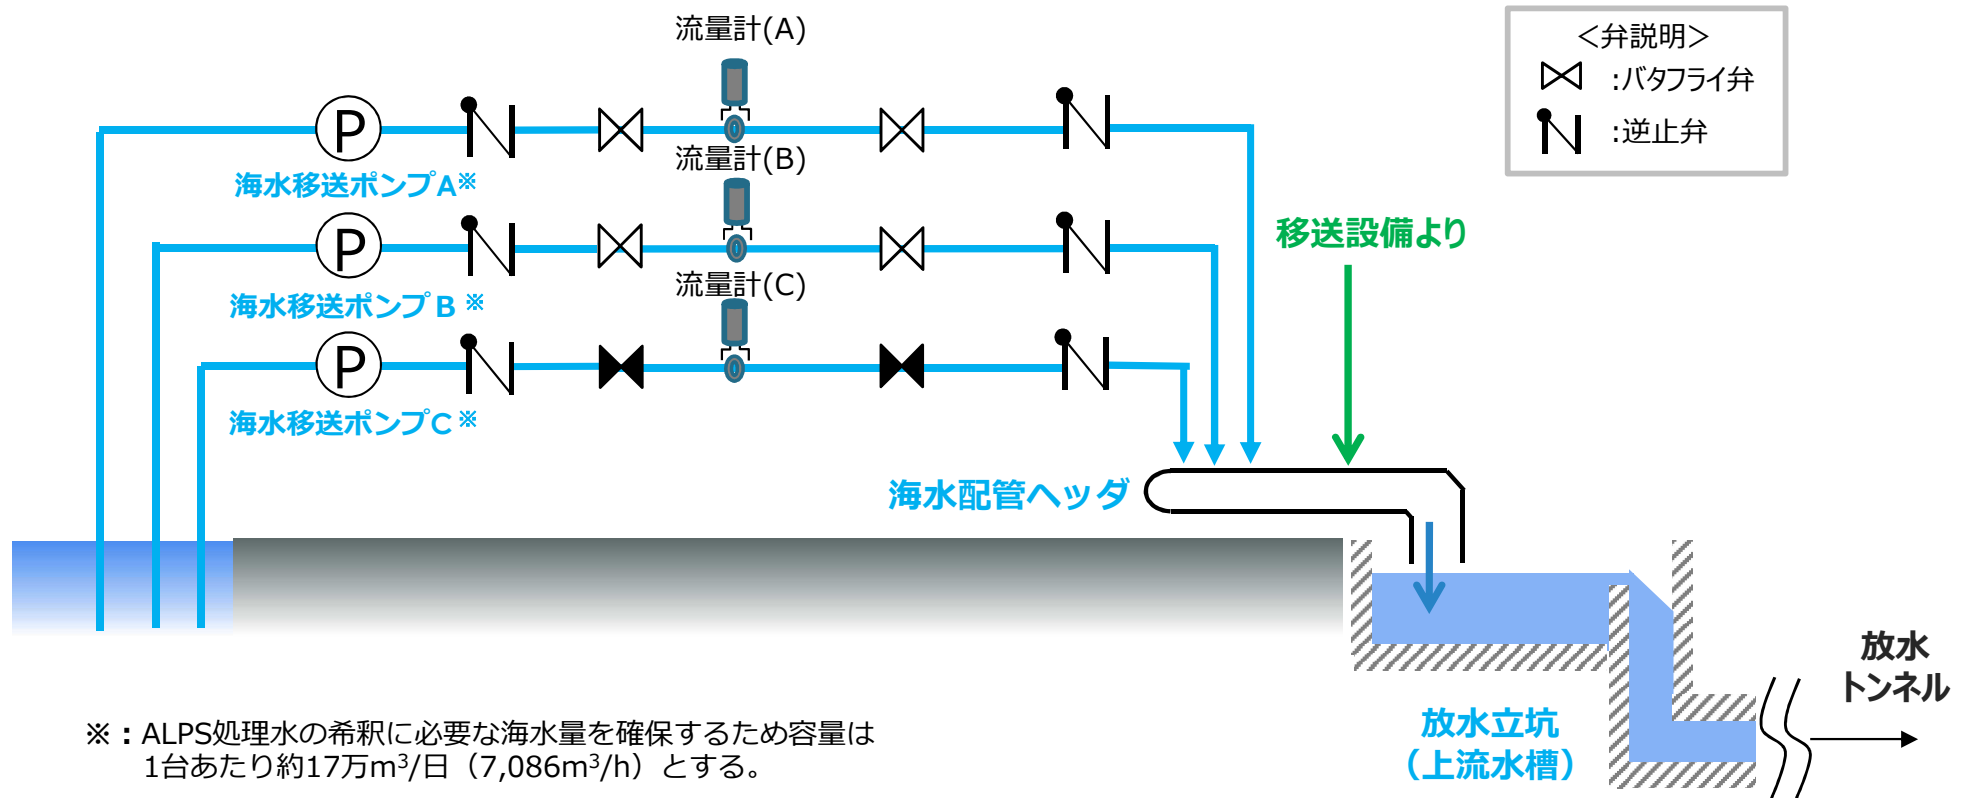 流量計(A)
<弁説明>
:バタフライ弁
:逆止弁
P
海水移送ポンプA※
流量計(B)
P
海水移送ポンプB※
移送設備より
流量計(C)
P
海水移送ポンプC※
海水配管ヘッダ
放水
トンネル
放水立坑
(上流水槽)
※:ALPS処理水の希釈に必要な海水量を確保するため容量は
1台あたり約17万m³/日(7,086m³/h)とする。